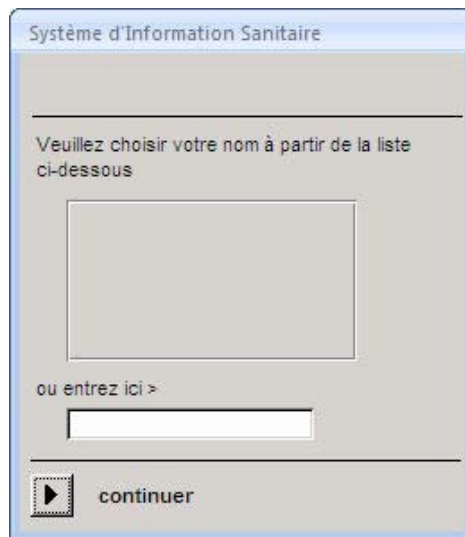 Système d'Information Sanitaire
Veuillez choisir votre nom à partir de la liste
ci-dessous
ou entrez ici >
continuer